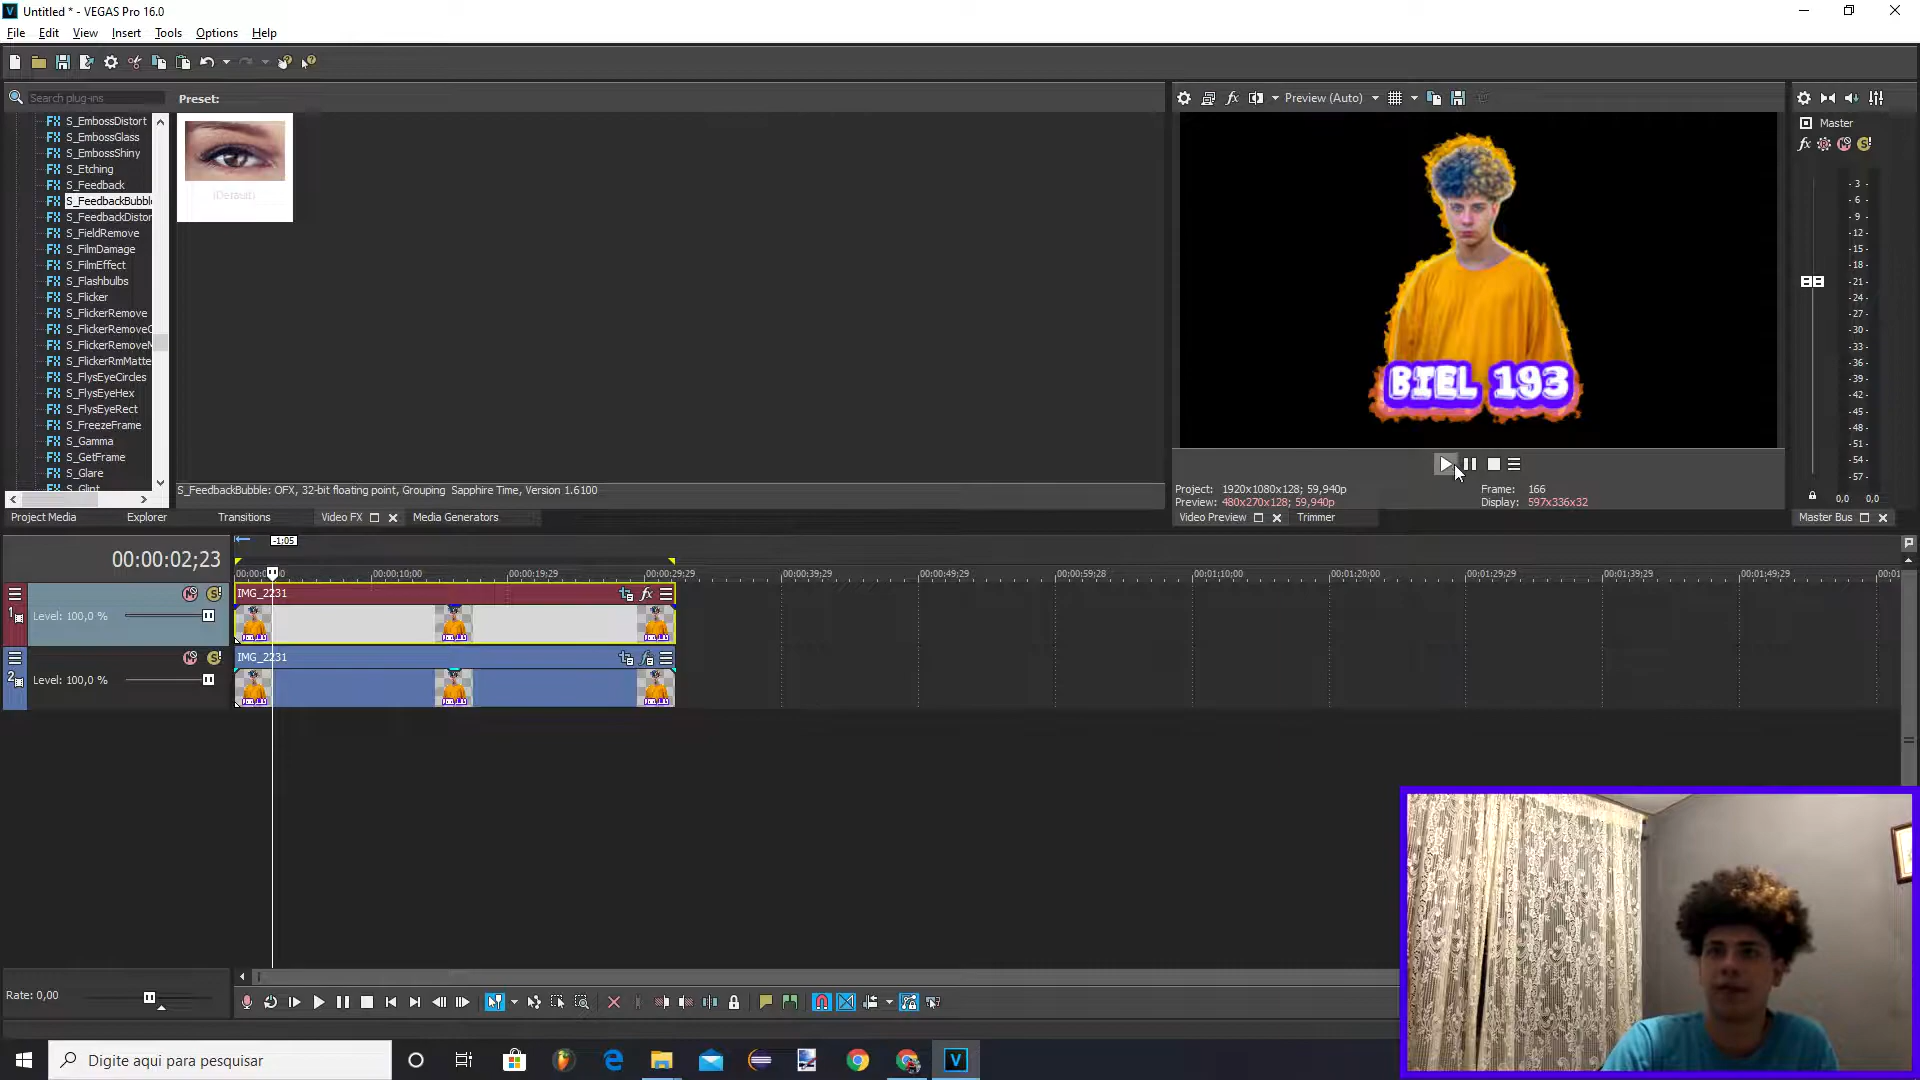 Untitled * - VEGAS Pro 16.0
File Edit View Insert Tools Options Help
Search plug-ins
Preset:
Preview (Auto)
S_EmbossDistort
S_EmbossGlass
S_EmbossShiny
S_Etching
S_Feedback
S_FeedbackBubbl
S_FeedbackDistor
S_FieldRemove
S_FilmDamage
S_FilmEffect
S_Flashbulbs
S_Flicker
S_FlickerRemove
S_FlickerRemoveC
S_FlickerRemoveM
S_FlickerRmMatte
S_FlysEyeCircles
S_FlysEyeHex
S_FlysEyeRect
S_FreezeFrame
S_Gamma
S_GetFrame
S_Glare
S_Glint
(Default)
S_FeedbackBubble: OFX, 32-bit floating point, Grouping Sapphire Time, Version 1.6100
BIEL 193
Project: 1920x1080x128; 59,940p
Frame: 166
Preview: 480x270x128; 59,940p
Display: 597x336x32
Master
3 -
- 6 -
- 9 -
- 12 -
- 15 -
- 18 -
- 21 -
- 24 -
- 27 -
- 30 -
- 33 -
- 36 -
- 39 -
- 42 -
- 45 -
- 48 -
- 51 -
- 54 -
- 57 -
0,0 0,0
Project Media Explorer Transitions Video FX Media Generators
Video Preview Trimmer
Master Bus
-1:05
00:00:02;23
00:00:10;00 00:00:19;29 00:00:29;29 00:00:39;29 00:00:49;29 00:00:59;28 00:01:10;00 00:01:20;00 00:01:29;29 00:01:39;29 00:01:49;29 00:01
1
Level: 100,0 %
IMG_2231
2
Level: 100,0 %
IMG_2231
Rate: 0,00
Digite aqui para pesquisar